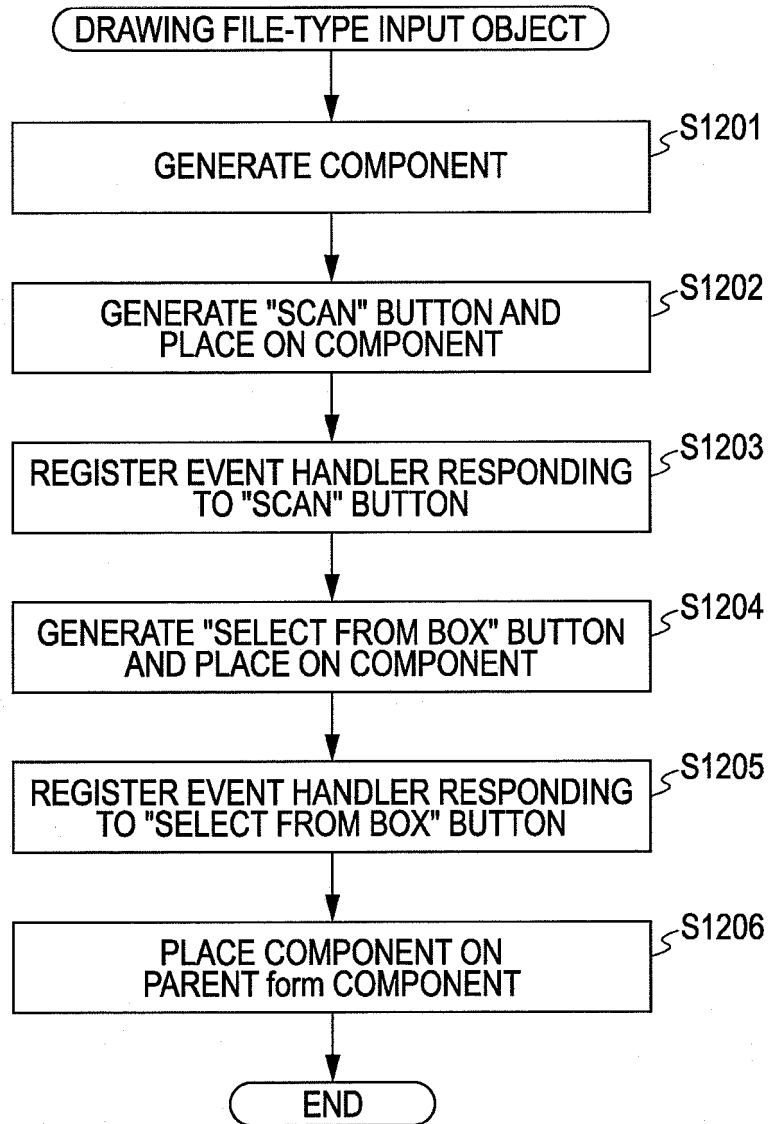 DRAWING FILE-TYPE INPUT OBJECT
S1201
GENERATE COMPONENT
S1202
GENERATE "SCAN" BUTTON AND
PLACE ON COMPONENT
S1203
REGISTER EVENT HANDLER RESPONDING
TO "SCAN" BUTTON
S1204
GENERATE "SELECT FROM BOX" BUTTON
AND PLACE ON COMPONENT
S1205
REGISTER EVENT HANDLER RESPONDING
TO "SELECT FROM BOX" BUTTON
S1206
PLACE COMPONENT ON
PARENT form COMPONENT
END